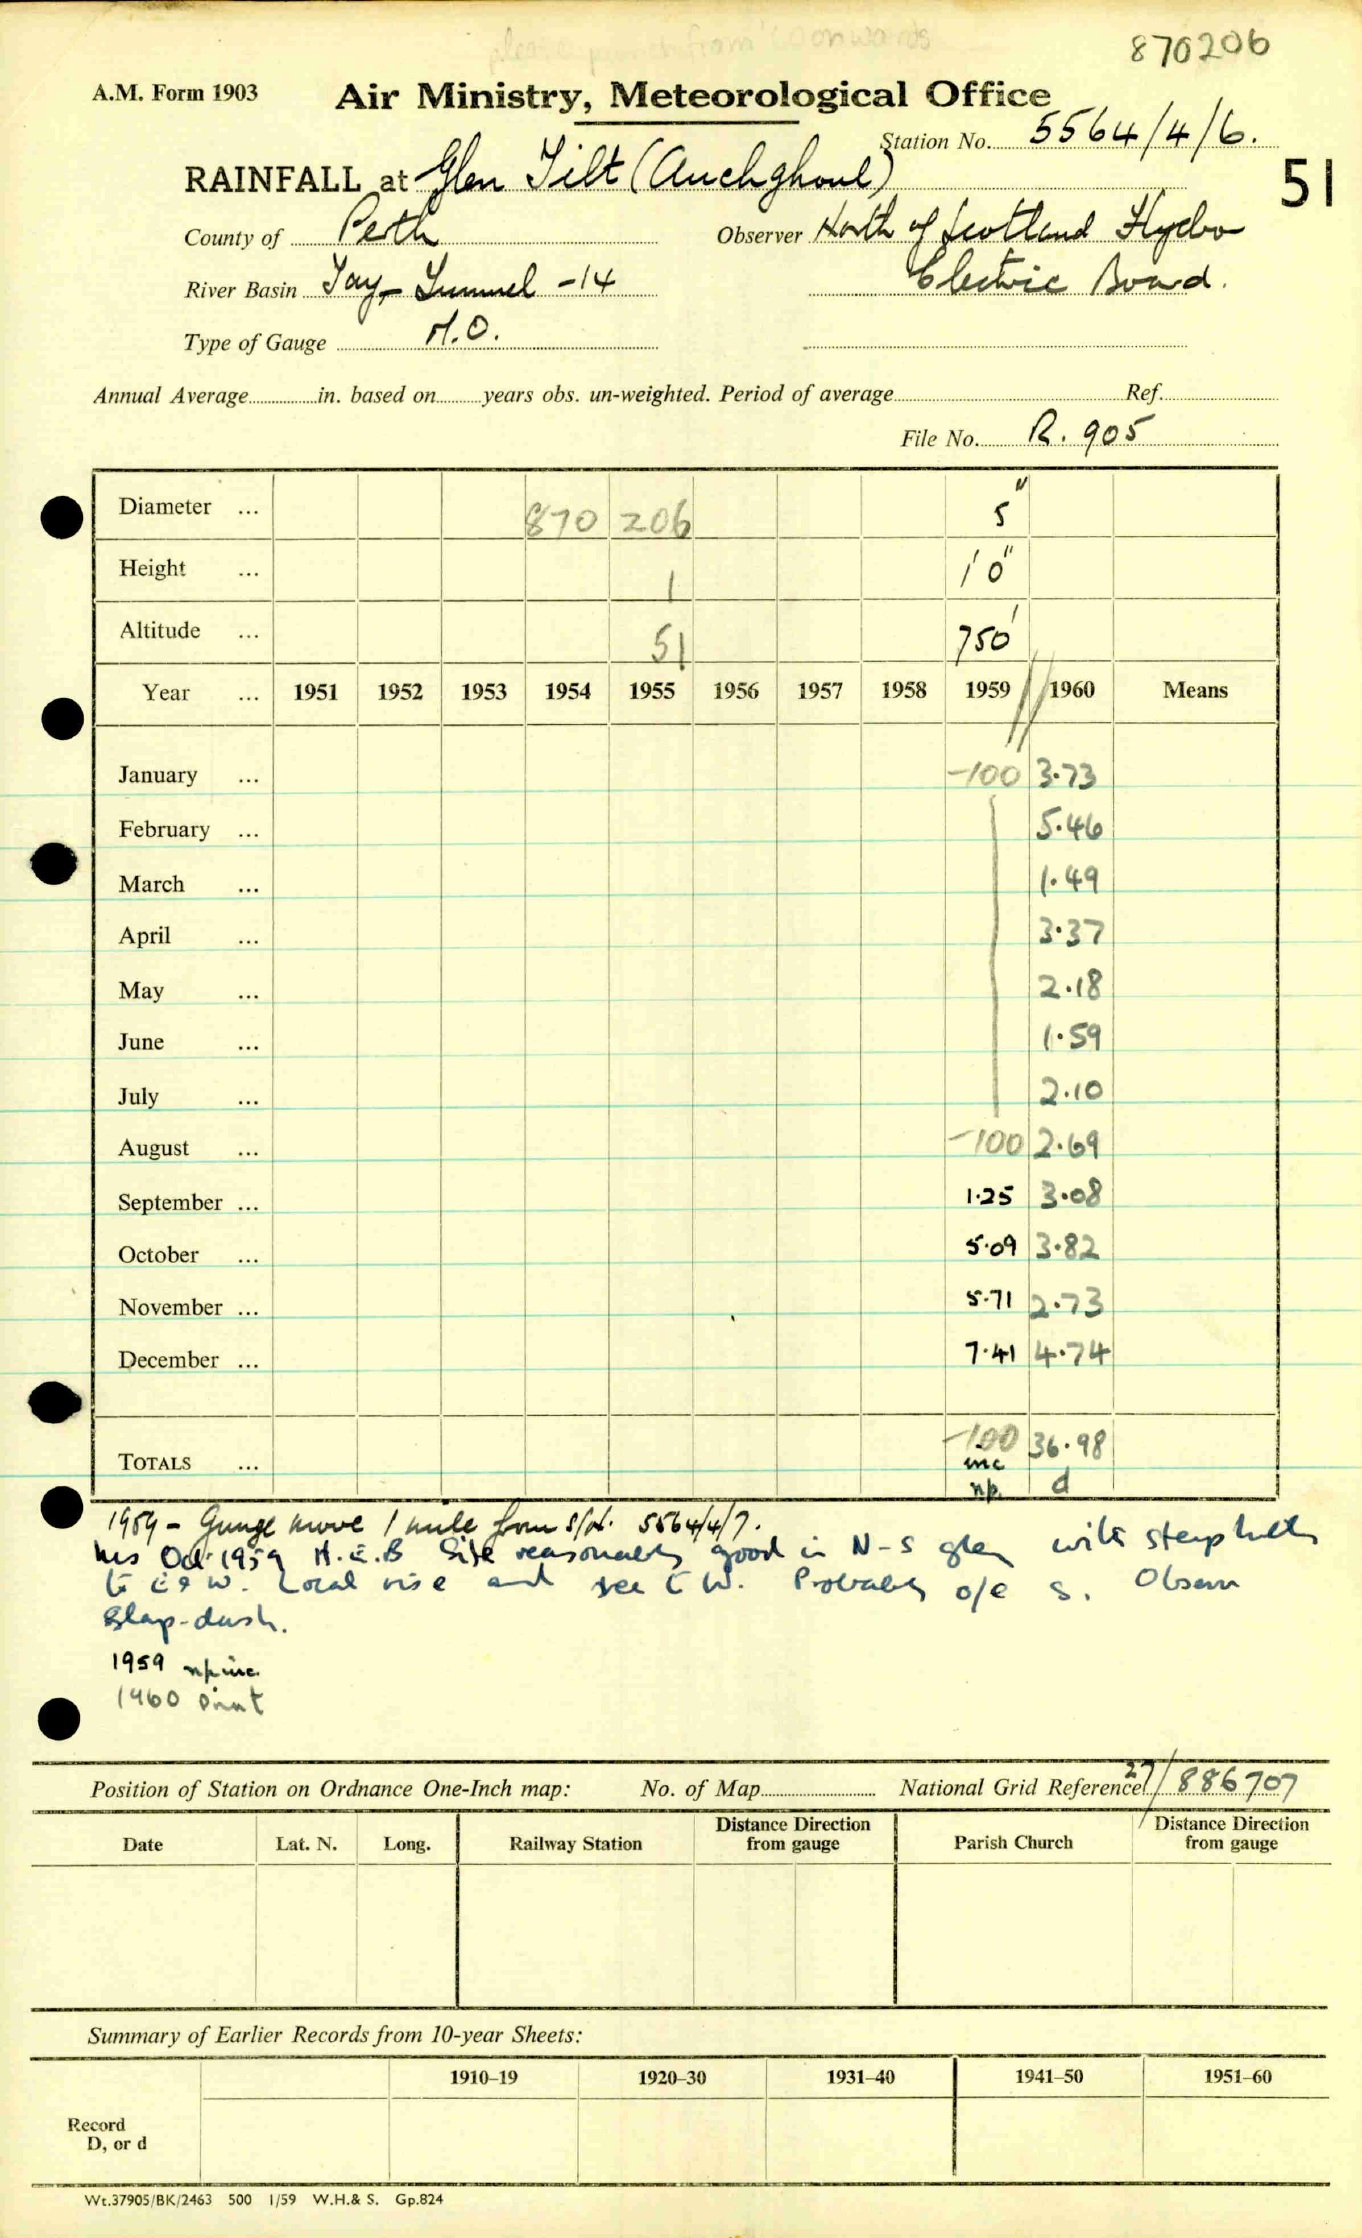 please punch from '60 onwards
870206
A.M. Form 1903
Air Ministry, Meteorological Office
Station No. 5564/4/6.
RAINFALL at Glen Tilt (Auchghoul)
51
County of Perth
Observer North of Scotland Hydro
River Basin Tay - Tummel - 14
Electric Board.
Type of Gauge M.O.
Annual Average in. based on years obs. un-weighted. Period of average Ref.
File No. R. 905
Diameter ... 870 206 5"
Height ... 1 1'0"
Altitude ... 51 750'
Year ... 1951 1952 1953 1954 1955 1956 1957 1958 1959 // 1960 Means
January ... -100 3.73
February ... 5.46
March ... 1.49
April ... 3.37
May ... 2.18
June ... 1.59
July ... 2.10
August ... -100 2.69
September ... 1.25 3.08
October ... 5.09 3.82
November ... 5.71 2.73
December ... 7.41 4.74
TOTALS ... -100 36.98
inc
np. d
1959 - Gauge move 1 mile from 5564/4/7.
Oct 1959 H.E.B Site reasonably good in N-S glen with steep hills
to E & W. Local rise and W. Probably o/e S. Observer
Slap-dash.
1959 np inc.
1960 Print
Position of Station on Ordnance One-Inch map: No. of Map National Grid Reference 27/886707
Date Lat. N. Long. Railway Station Distance Direction from gauge Parish Church Distance Direction from gauge
Summary of Earlier Records from 10-year Sheets:
1910–19 1920–30 1931–40 1941–50 1951–60
Record
D, or d
Wt.37905/BK/2463 500 1/59 W.H.& S. Gp.824